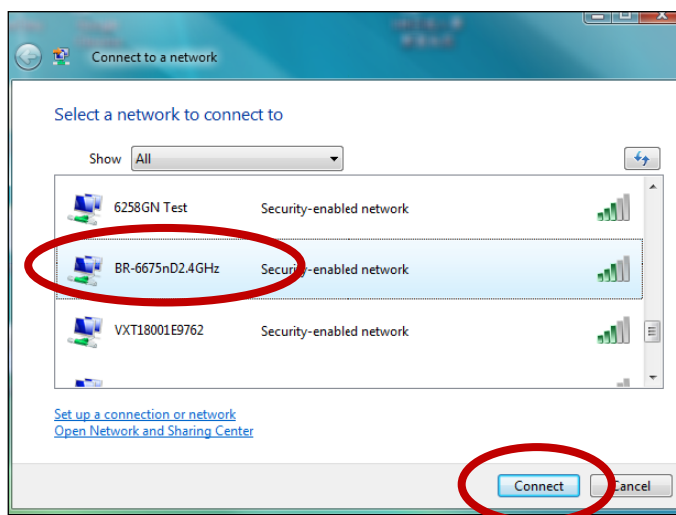 Connect to a network
Select a network to connect to
Show All
6258GN Test Security-enabled network
BR-6675nD2.4GHz Security-enabled network
VXT18001E9762 Security-enabled network
Set up a connection or network
Open Network and Sharing Center
Connect Cancel